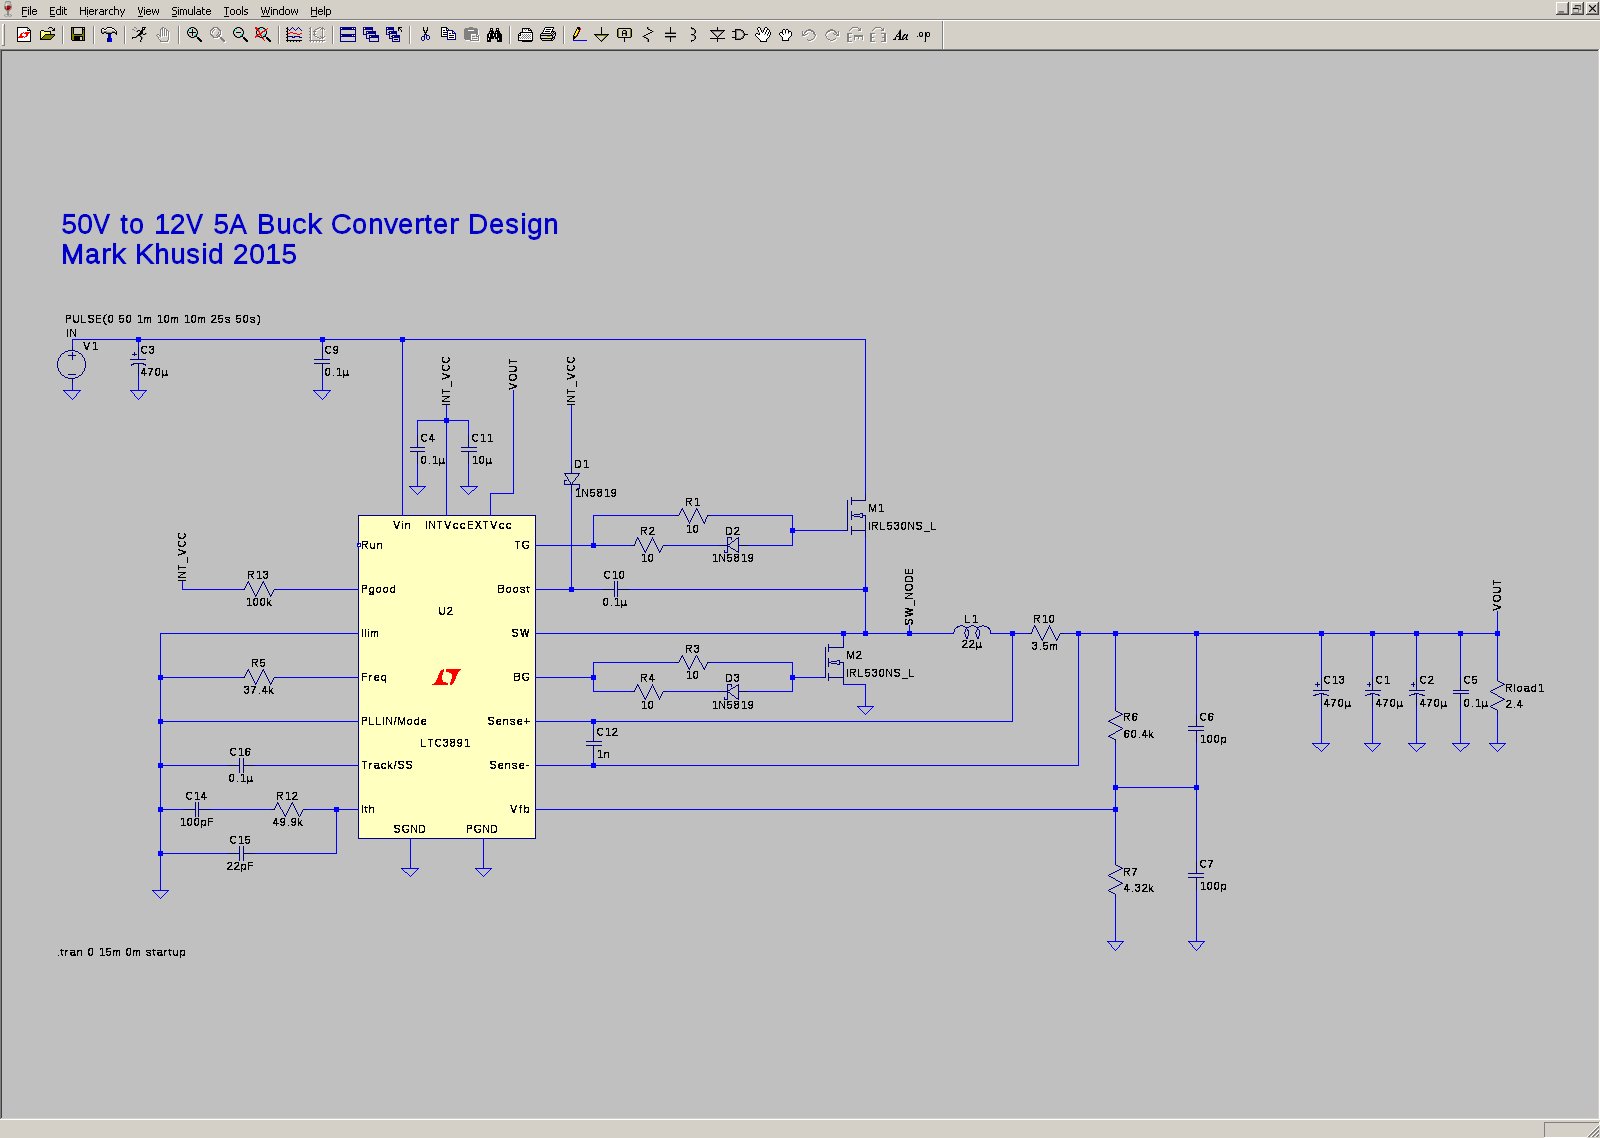 File Edit Hierarchy View Simulate Tools Window Help
Aa .op
50V to 12V 5A Buck Converter Design
Mark Khusid 2015
PULSE(0 50 1m 10m 10m 25s 50s)
IN
V1
C3
470µ
C9
0.1µ
INT_VCC
VOUT
INT_VCC
C4
0.1µ
C11
10µ
D1
1N5819
INT_VCC
R13
100k
R5
37.4k
C16
0.1µ
C14
100pF
R12
49.9k
C15
22pF
Vin INTVcc EXTVcc
Run
TG
Pgood
Boost
U2
Ilim
SW
Freq
BG
PLLIN/Mode
Sense+
LTC3891
Track/SS
Sense-
Ith
Vfb
SGND PGND
R1
10
R2
10
D2
1N5819
M1
IRL530NS_L
C10
0.1µ
SW_NODE
R3
10
R4
10
D3
1N5819
M2
IRL530NS_L
C12
1n
L1
22µ
R10
3.5m
R6
60.4k
C6
100p
R7
4.32k
C7
100p
VOUT
C13
470µ
C1
470µ
C2
470µ
C5
0.1µ
Rload1
2.4
.tran 0 15m 0m startup